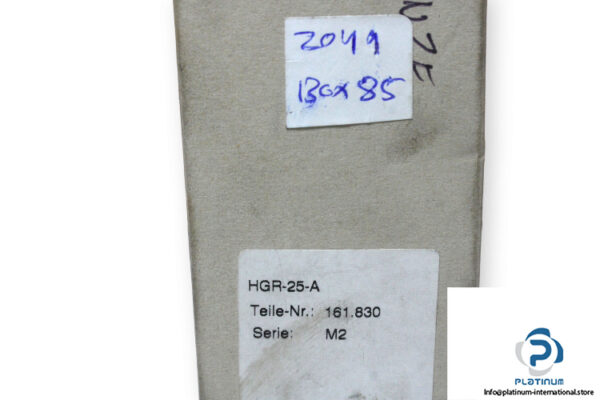 2049
Box 85
HGR-25-A
Teile-Nr.: 161.830
Serie: M2
PLATINUM
info@platinum-international.store